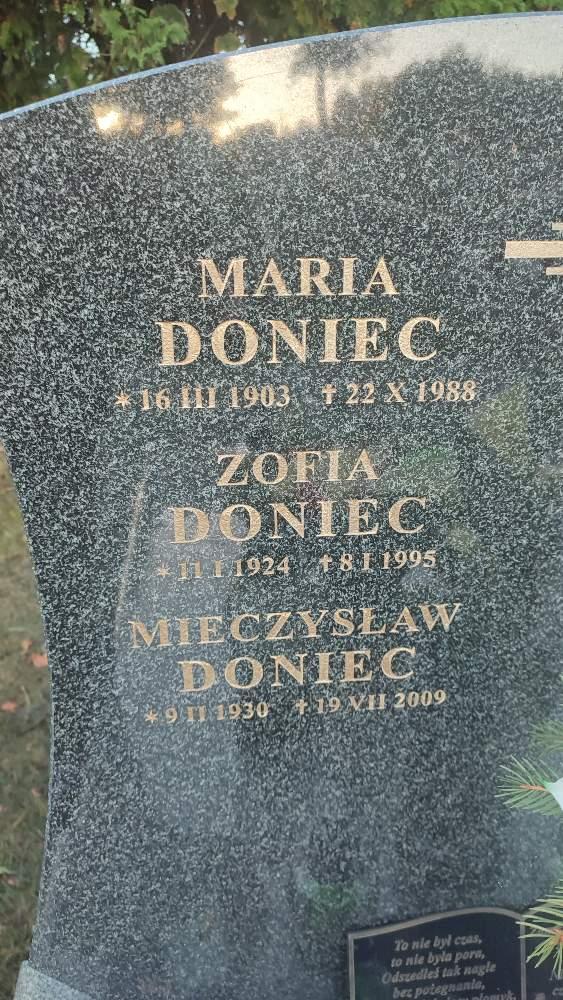 MARIA
DONIEC
* 16 III 1903 † 22 X 1988
ZOFIA
DONIEC
* 11 I 1924 † 8 I 1995
MIECZYSŁAW
DONIEC
* 9 II 1930 † 19 VII 2009
To nie był czas,
to nie była pora,
Odszedłeś tak nagle
bez pożegnania,